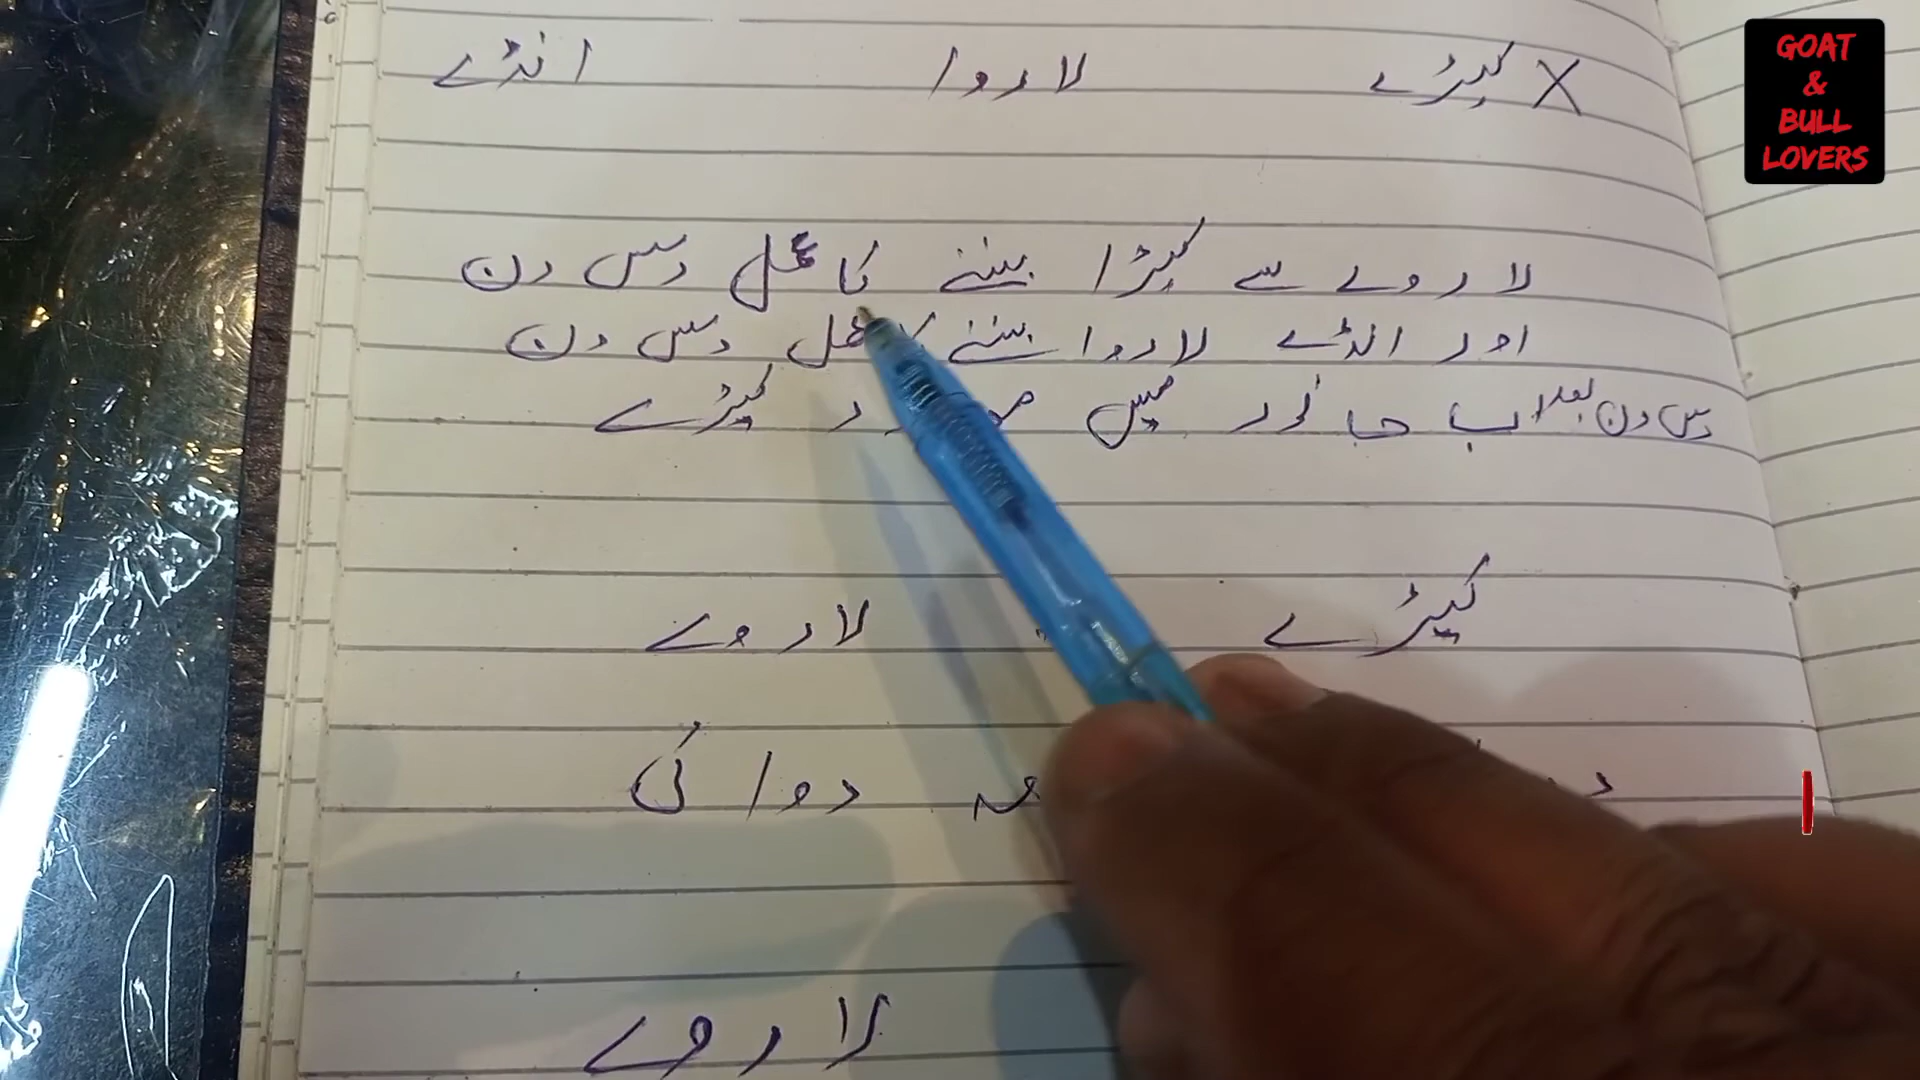 GOAT
&
BULL
LOVERS
X کیڑے لاروا انڈے
لاروے سے کیڑا بننے کا عمل دس دن
اور انڈے لاروا بننے عمل دس دن
دس دن بعد اب جانور میں کیڑے
کیڑے لاروے
دوائی
لاروے